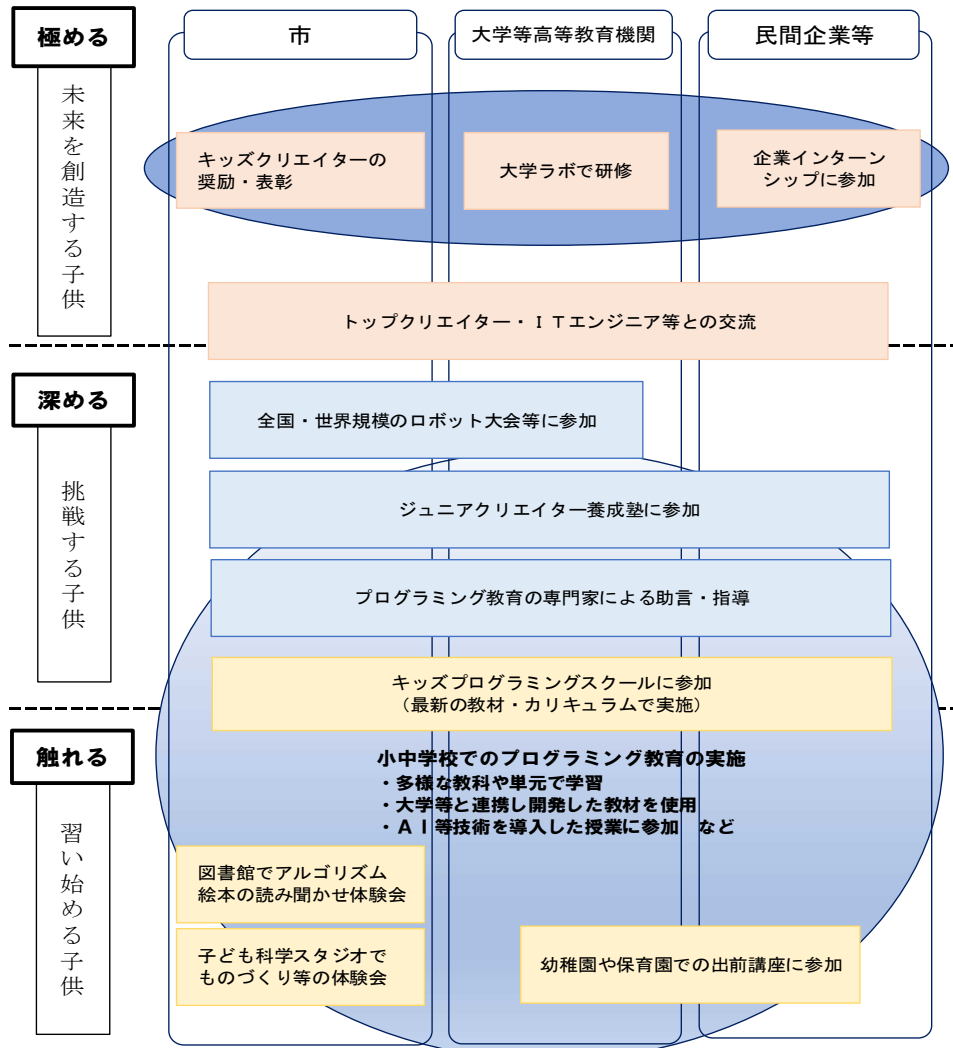 極める
市
大学等高等教育機関
民間企業等
未来を創造する子供
キッズクリエイターの
奨励・表彰
大学ラボで研修
企業インターン
シップに参加
トップクリエイター・ＩＴエンジニア等との交流
深める
挑戦する子供
全国・世界規模のロボット大会等に参加
ジュニアクリエイター養成塾に参加
プログラミング教育の専門家による助言・指導
キッズプログラミングスクールに参加
（最新の教材・カリキュラムで実施）
触れる
習い始める子供
小中学校でのプログラミング教育の実施
・多様な教科や単元で学習
・大学等と連携し開発した教材を使用
・ＡＩ等技術を導入した授業に参加　など
図書館でアルゴリズム
絵本の読み聞かせ体験会
子ども科学スタジオで
ものづくり等の体験会
幼稚園や保育園での出前講座に参加